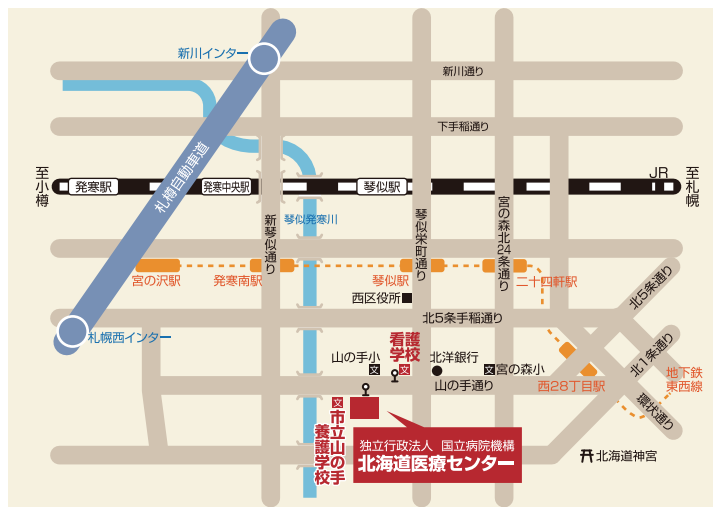 新川インター
新川通り
下手稲通り
札樽自動車道
至小樽
発寒駅
発寒中央駅
琴似駅
JR
至札幌
新琴似通り
琴似発寒川
琴似栄町通り
宮の森北24条通り
宮の沢駅
発寒南駅
琴似駅
二十四軒駅
西区役所
北5条手稲通り
北5条通り
札幌西インター
看護
学校
山の手小
文
文
北洋銀行
文
宮の森小
山の手通り
北1条通り
西28丁目駅
地下鉄
東西線
環状通り
文
市立山の手
養護学校
独立行政法人 国立病院機構
北海道医療センター
北海道神宮